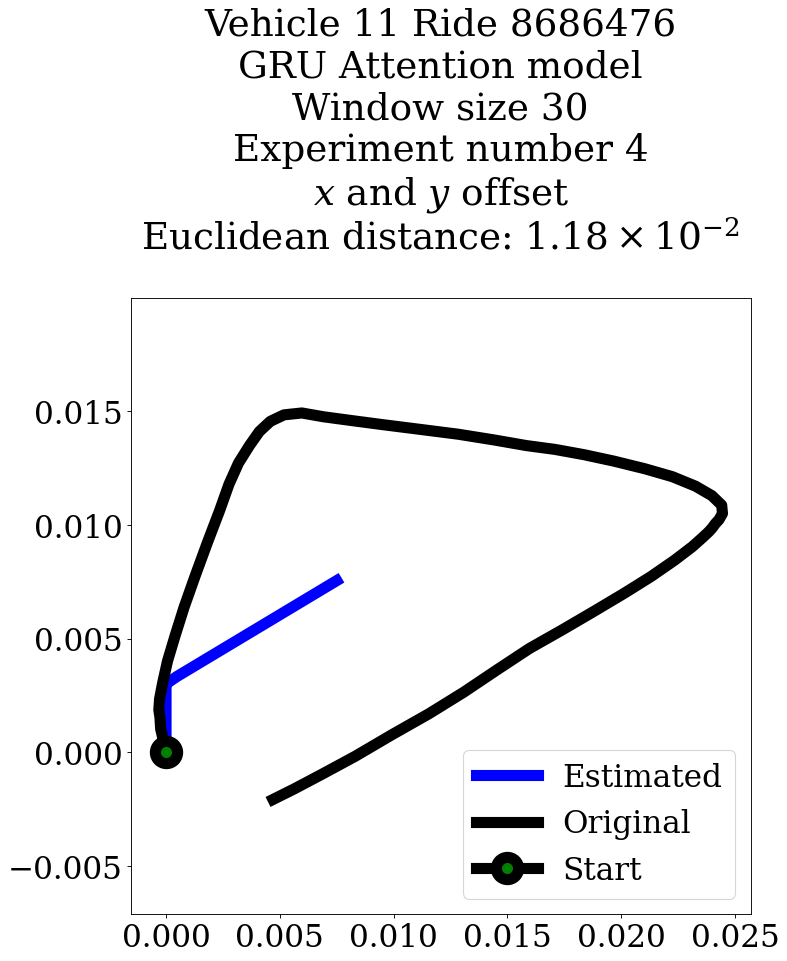 Vehicle 11 Ride 8686476
GRU Attention model
Window size 30
Experiment number 4
x and y offset
Euclidean distance: 1.18 × 10⁻²
0.015
0.010
0.005
0.000
−0.005
Estimated
Original
Start
0.000 0.005 0.010 0.015 0.020 0.025